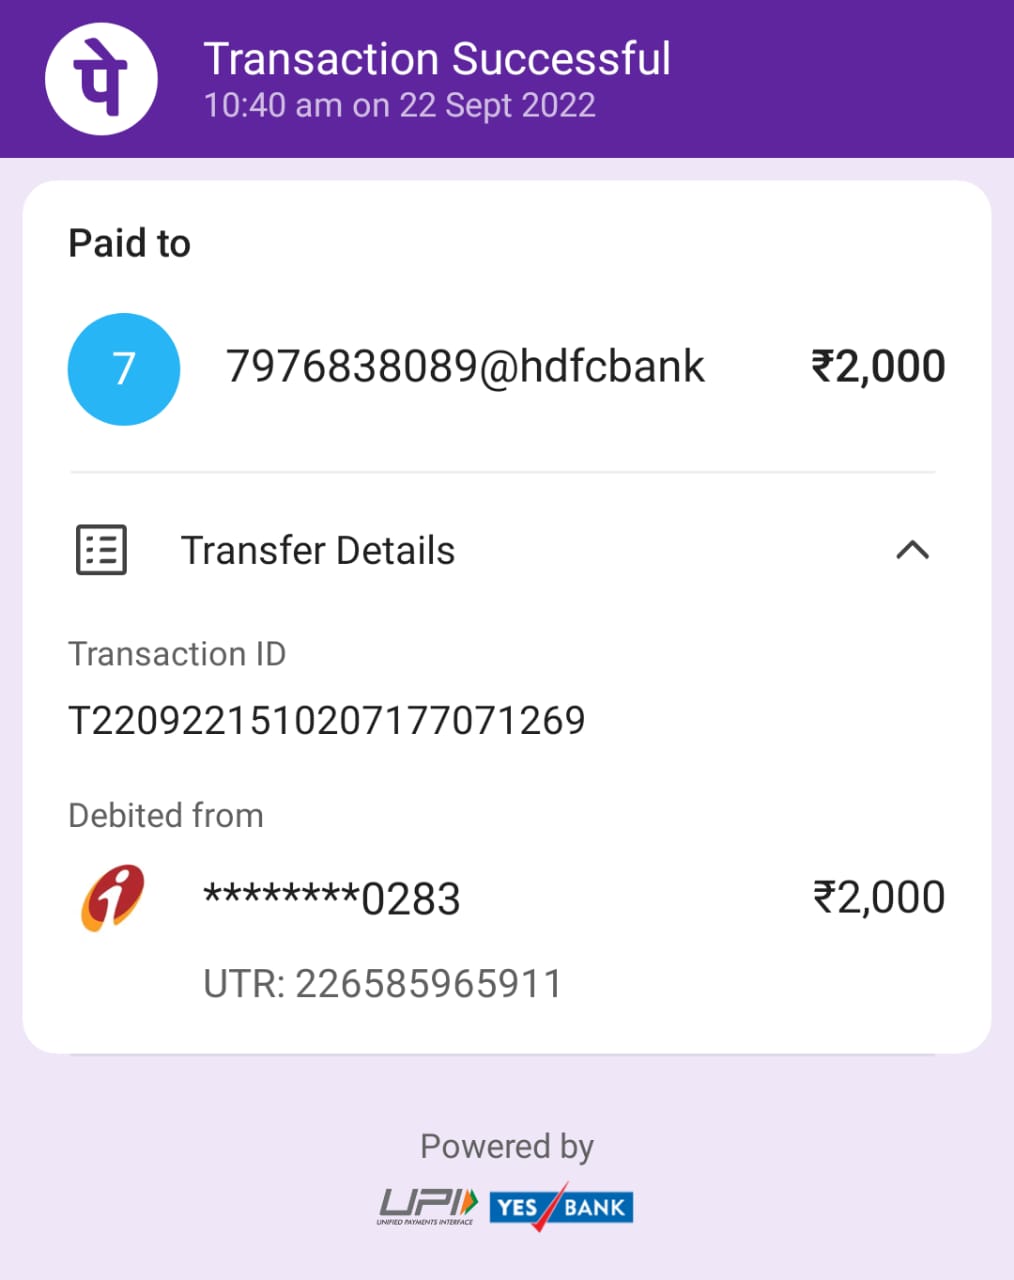 पे
Transaction Successful
10:40 am on 22 Sept 2022
Paid to
7
7976838089@hdfcbank
₹2,000
Transfer Details
Transaction ID
T2209221510207177071269
Debited from
i
********0283
₹2,000
UTR: 226585965911
Powered by
UPI
UNIFIED PAYMENTS INTERFACE
YES BANK